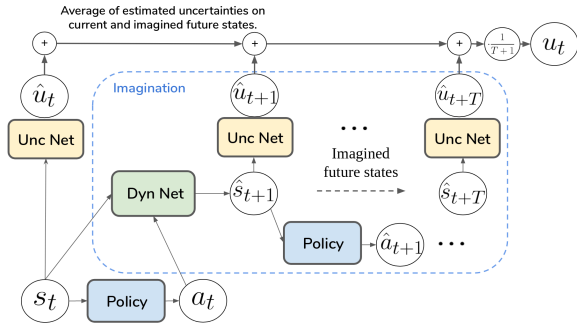 Average of estimated uncertainties on
current and imagined future states.
+ + + 1/(T+1) u_t
û_t
Imagination
û_{t+1} û_{t+T}
Unc Net Unc Net ... Unc Net
Imagined
future states
Dyn Net ŝ_{t+1} ŝ_{t+T}
Policy â_{t+1} ...
s_t Policy a_t